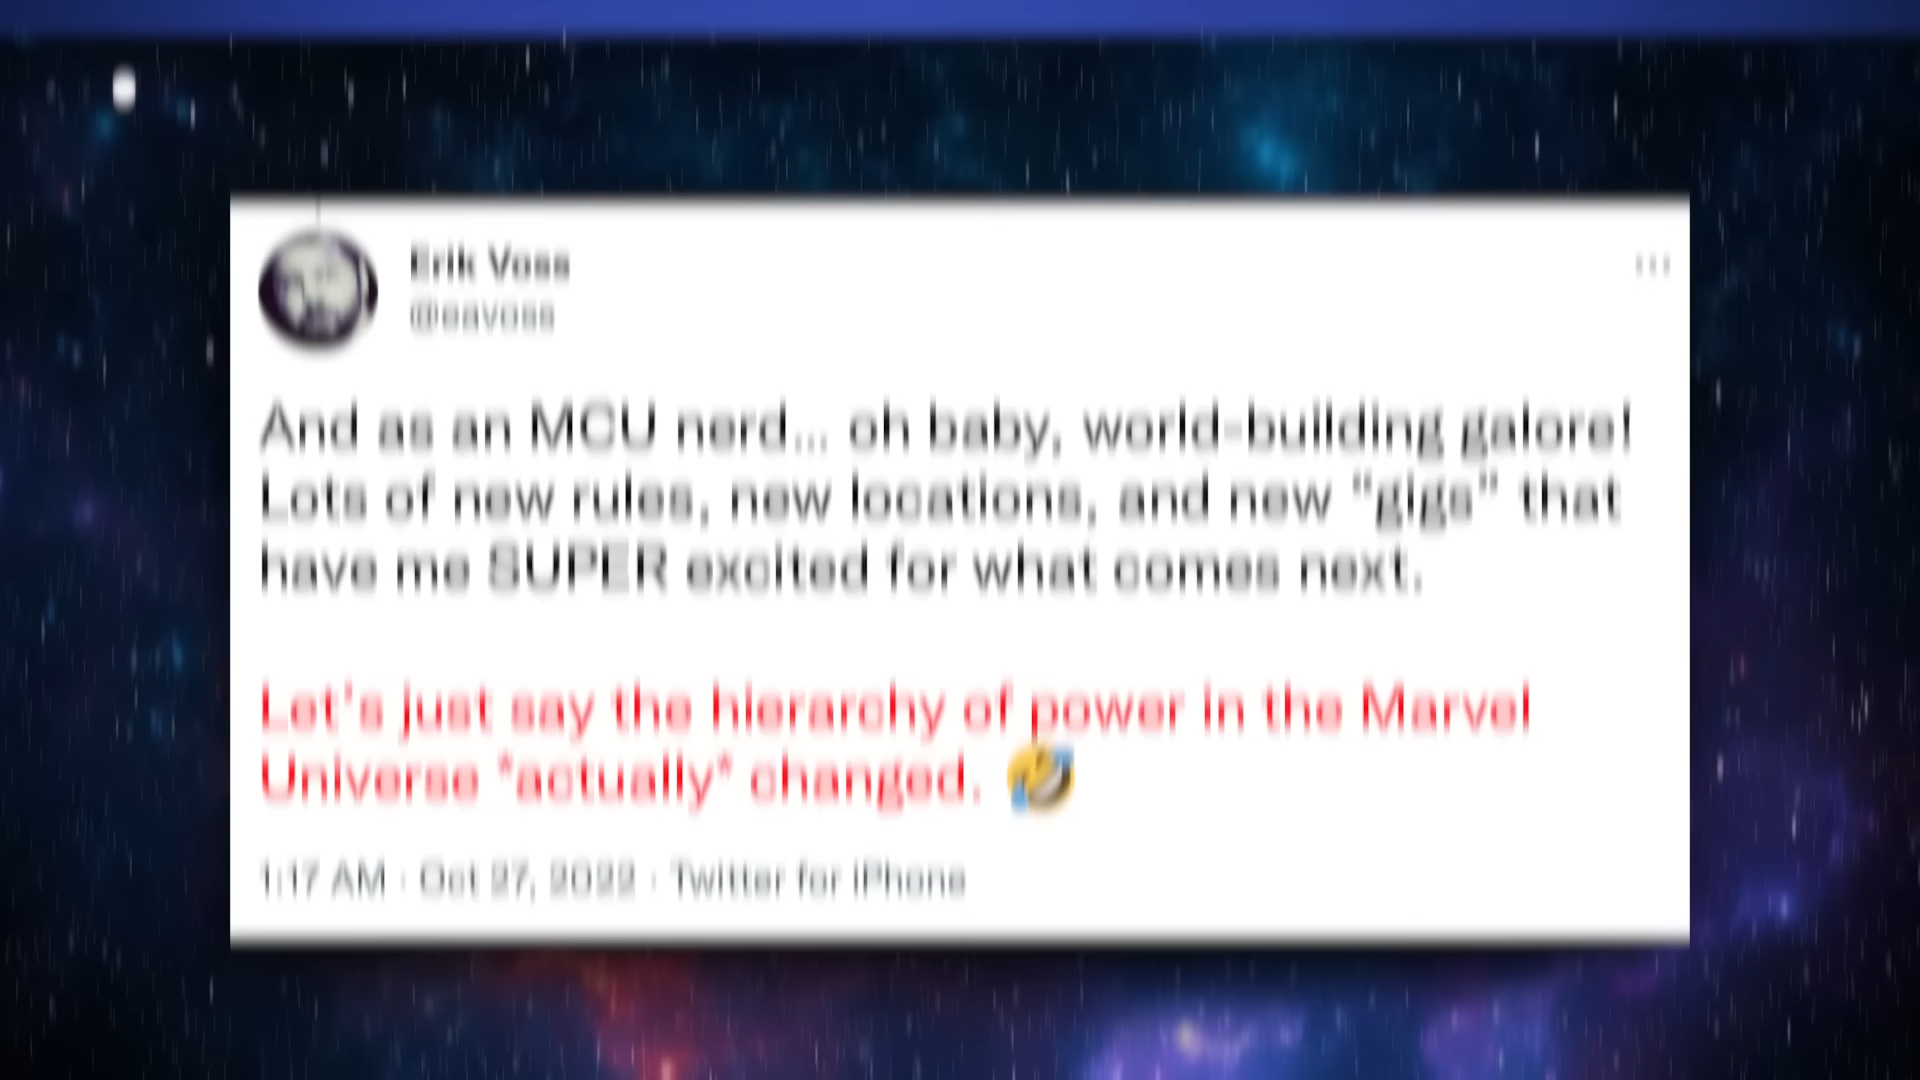 Erik Voss
@eavoss
And as an MCU nerd... oh baby, world-building galore!
Lots of new rules, new locations, and new "gigs" that
have me SUPER excited for what comes next.
Let's just say the hierarchy of power in the Marvel
Universe *actually* changed. 🤣
1:17 AM · Oct 27, 2022 · Twitter for iPhone